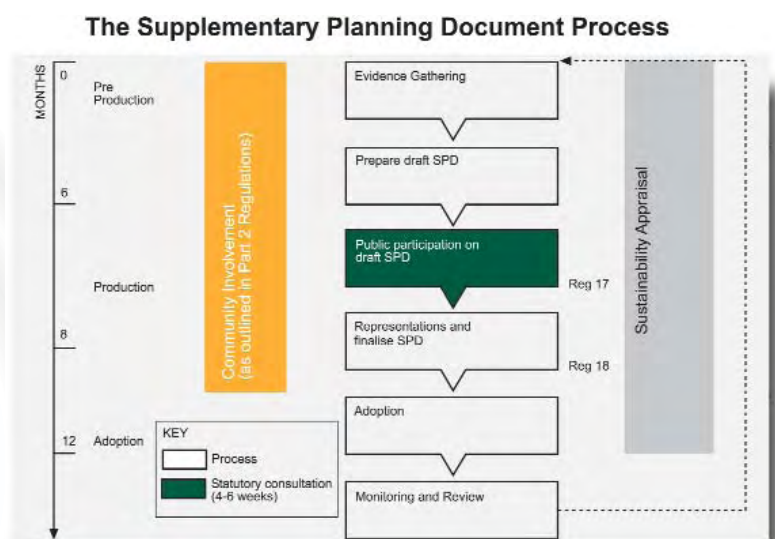 The Supplementary Planning Document Process
MONTHS
0
Pre
Production
6
Production
8
12
Adoption
Community Involvement
(as outlined in Part 2 Regulations)
Evidence Gathering
Prepare draft SPD
Public participation on
draft SPD
Reg 17
Representations and
finalise SPD
Reg 18
Adoption
Monitoring and Review
Sustainability Appraisal
KEY
Process
Statutory consultation
(4-6 weeks)